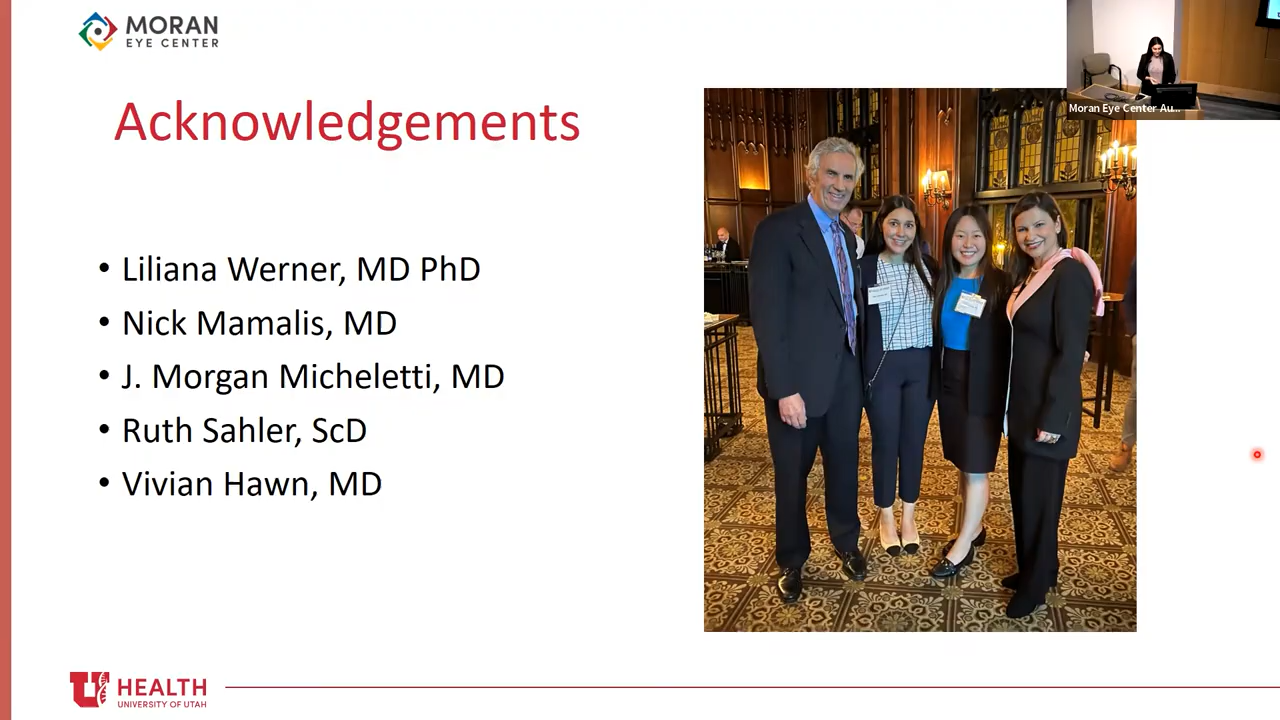 MORAN
EYE CENTER
Moran Eye Center Au...
Acknowledgements
• Liliana Werner, MD PhD
• Nick Mamalis, MD
• J. Morgan Micheletti, MD
• Ruth Sahler, ScD
• Vivian Hawn, MD
U HEALTH
UNIVERSITY OF UTAH